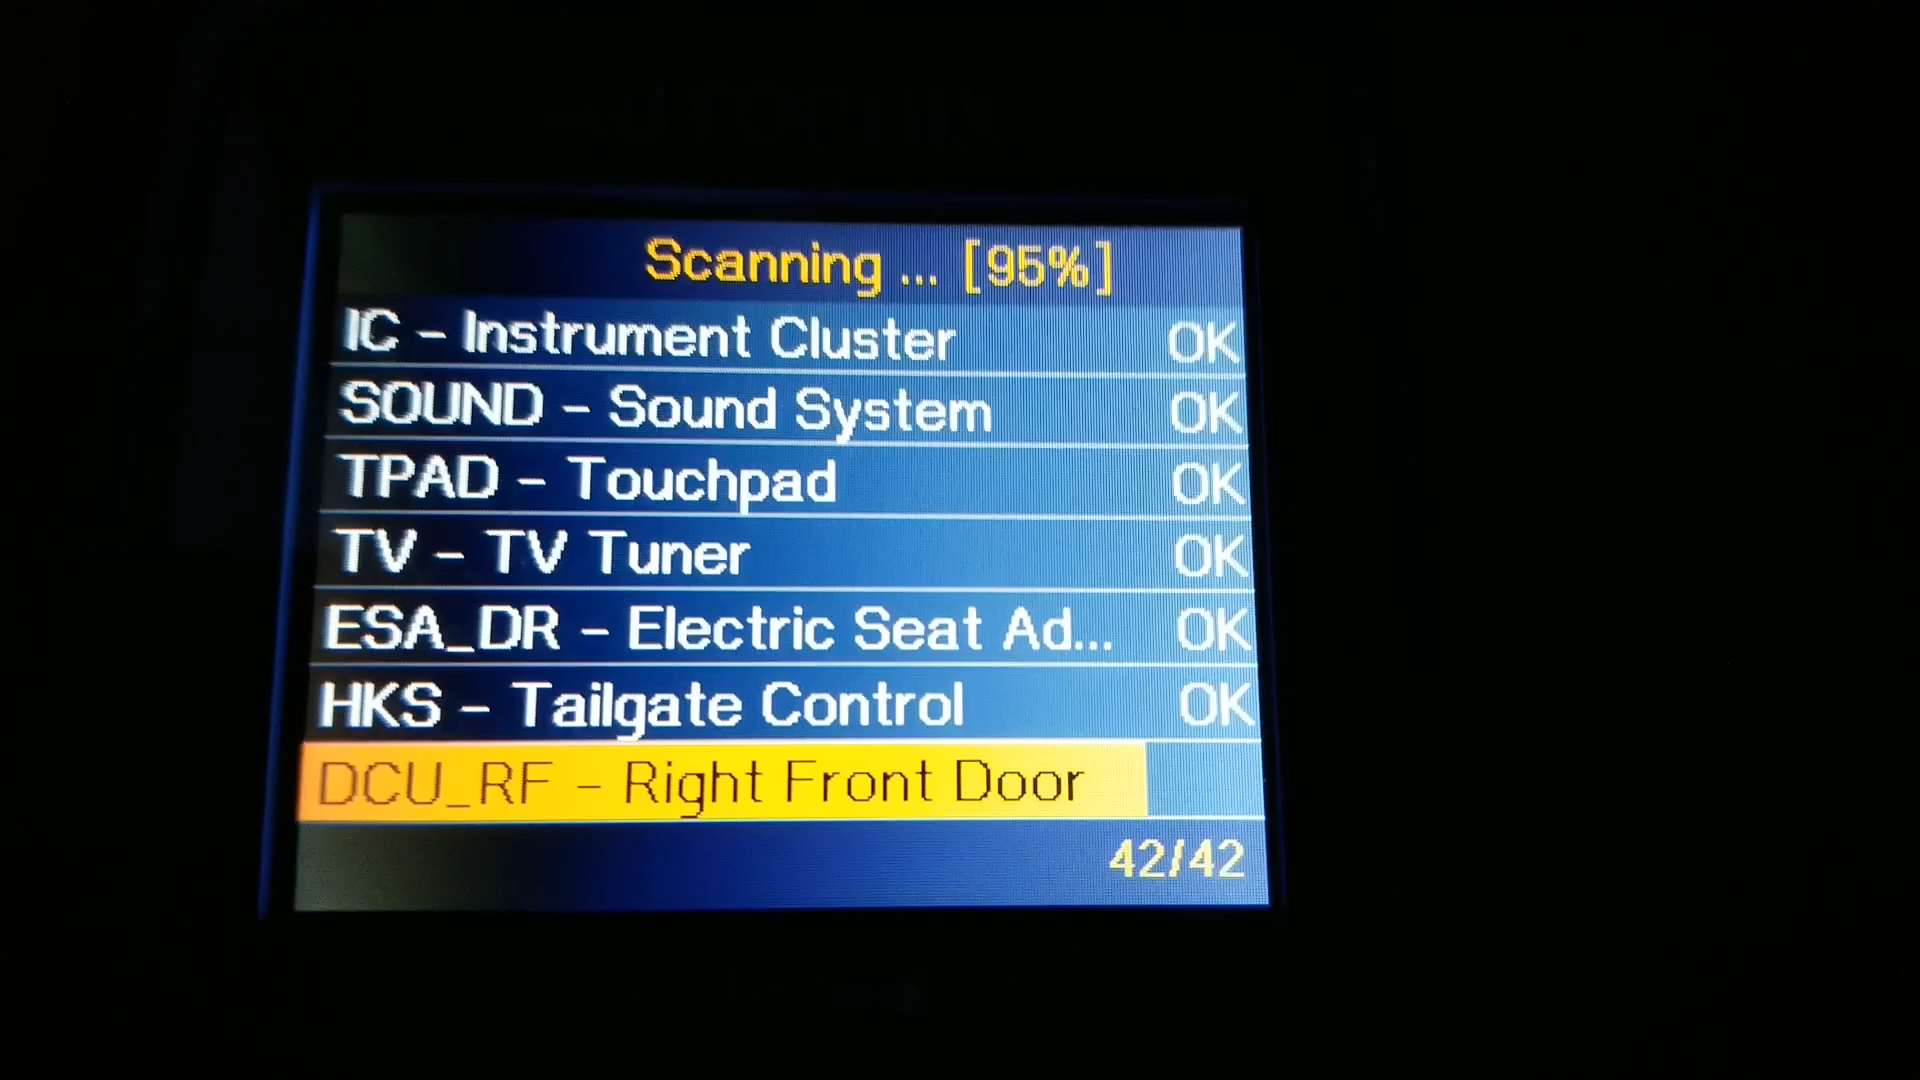 Scanning ... [95%]
IC - Instrument Cluster OK
SOUND - Sound System OK
TPAD - Touchpad OK
TV - TV Tuner OK
ESA_DR - Electric Seat Ad... OK
HKS - Tailgate Control OK
DCU_RF - Right Front Door
42/42